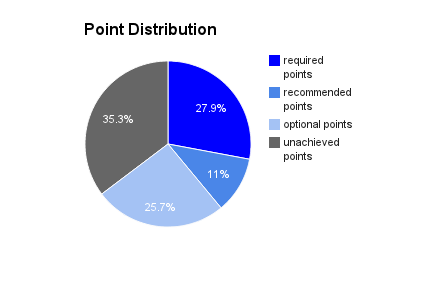 Point Distribution
required
points
recommended
points
optional points
unachieved
points
27.9%
11%
25.7%
35.3%